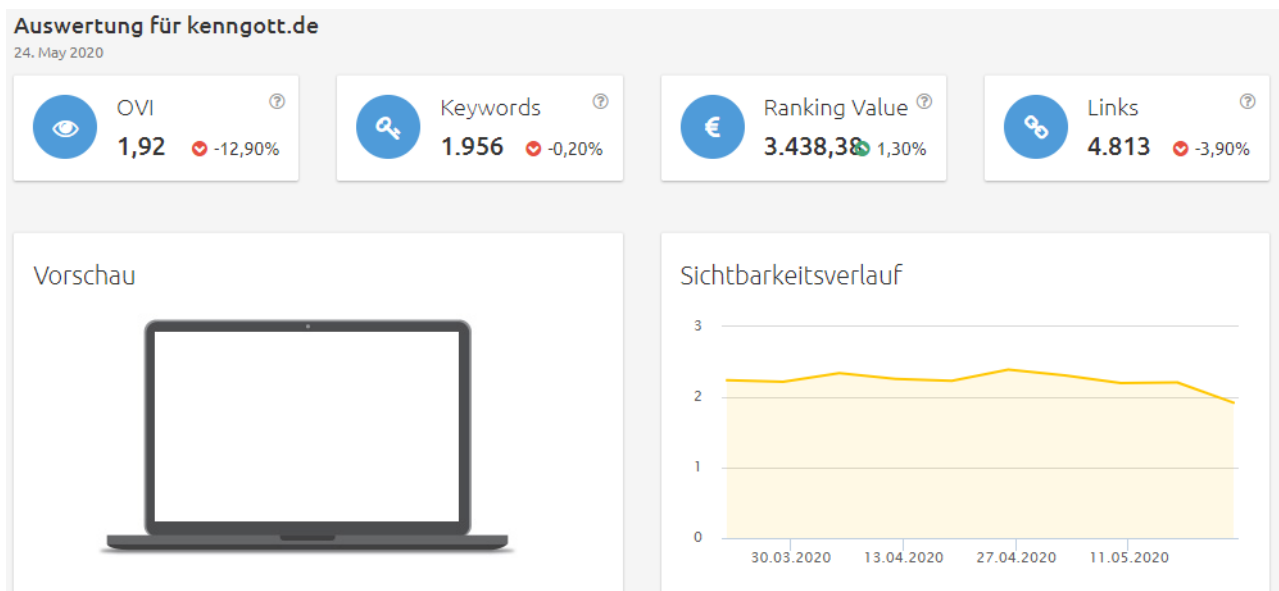 Auswertung für kenngott.de
24. May 2020
OVI
1,92 -12,90%
Keywords
1.956 -0,20%
Ranking Value
3.438,38 1,30%
Links
4.813 -3,90%
Vorschau
Sichtbarkeitsverlauf
3
2
1
0
30.03.2020 13.04.2020 27.04.2020 11.05.2020